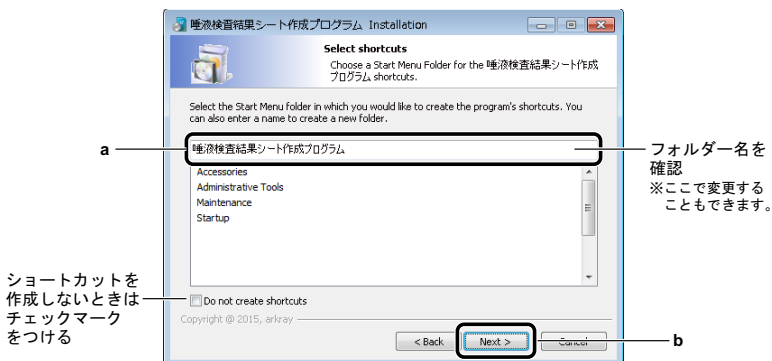 唾液検査結果シート作成プログラム Installation
Select shortcuts
Choose a Start Menu Folder for the 唾液検査結果シート作成
プログラム shortcuts.
Select the Start Menu folder in which you would like to create the program's shortcuts. You
can also enter a name to create a new folder.
a
唾液検査結果シート作成プログラム
フォルダー名を
確認
※ここで変更する
こともできます。
Accessories
Administrative Tools
Maintenance
Startup
ショートカットを
作成しないときは
チェックマーク
をつける
Do not create shortcuts
Copyright @ 2015, arkray
< Back
Next >
Cancel
b